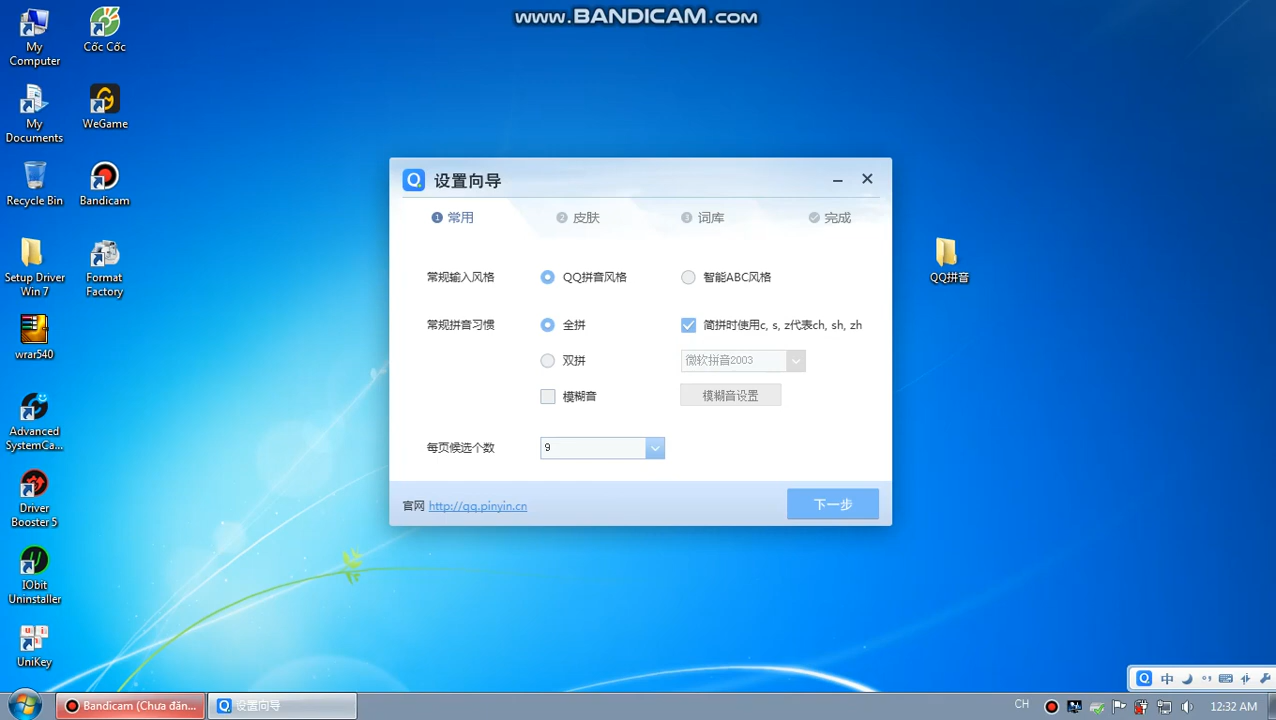 www.BANDICAM.com
My Computer
Cốc Cốc
My Documents
WeGame
Recycle Bin
Bandicam
Setup Driver Win 7
Format Factory
wrar540
Advanced SystemCa...
Driver Booster 5
IObit Uninstaller
UniKey
QQ拼音
设置向导
1 常用
2 皮肤
3 词库
完成
常规输入风格
QQ拼音风格
智能ABC风格
常规拼音习惯
全拼
简拼时使用c, s, z代表ch, sh, zh
双拼
微软拼音2003
模糊音
模糊音设置
每页候选个数
9
官网 http://qq.pinyin.cn
下一步
中
Bandicam (Chưa đăn...
设置向导
CH
12:32 AM